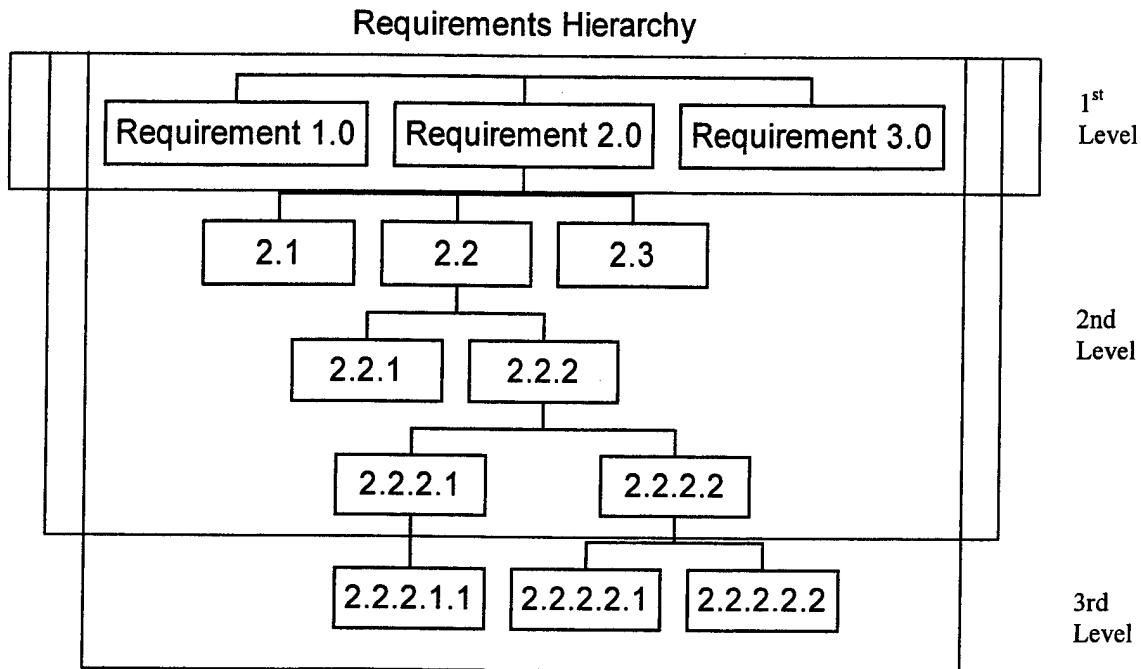 Requirements Hierarchy
Requirement 1.0
Requirement 2.0
Requirement 3.0
1st
Level
2.1
2.2
2.3
2nd
Level
2.2.1
2.2.2
2.2.2.1
2.2.2.2
2.2.2.1.1
2.2.2.2.1
2.2.2.2.2
3rd
Level